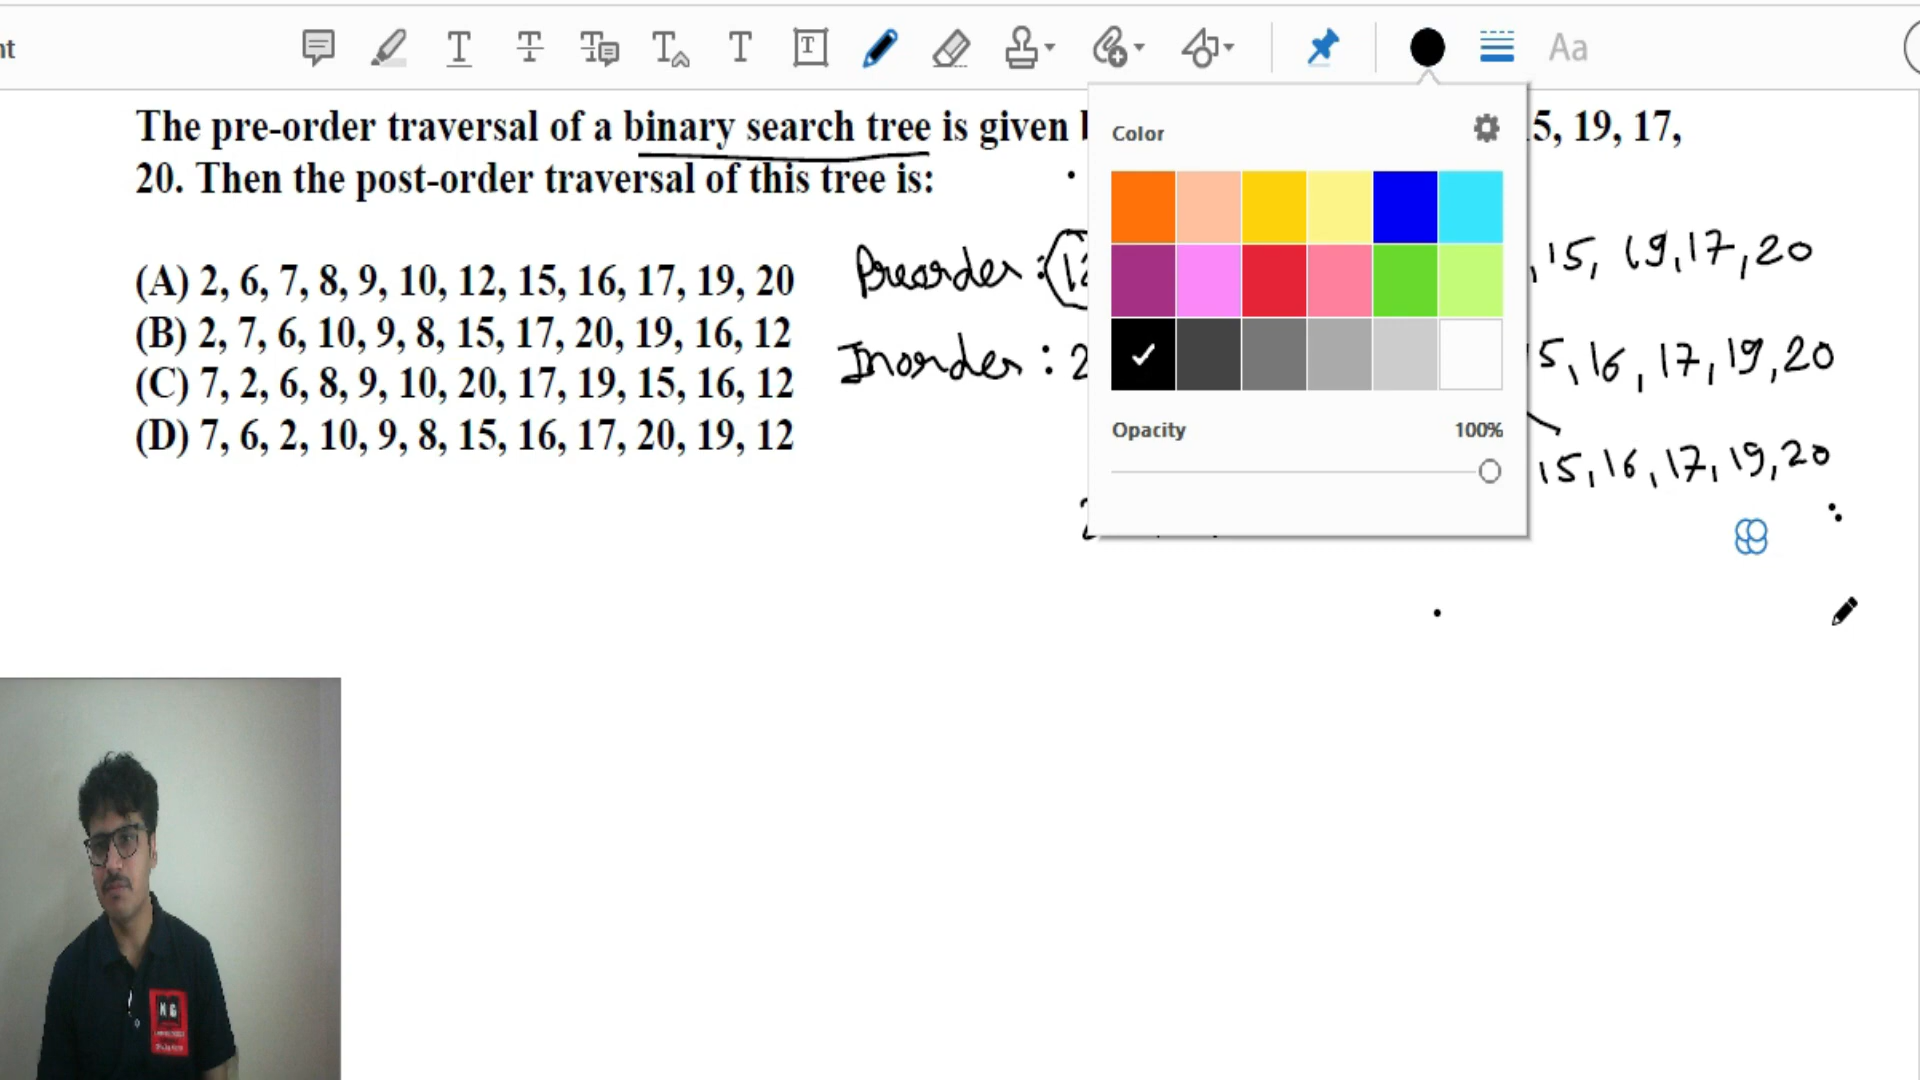 nt
T T T T T T Aa
The pre-order traversal of a binary search tree is given 5, 19, 17,
20. Then the post-order traversal of this tree is:
Color
(A) 2, 6, 7, 8, 9, 10, 12, 15, 16, 17, 19, 20
(B) 2, 7, 6, 10, 9, 8, 15, 17, 20, 19, 16, 12
(C) 7, 2, 6, 8, 9, 10, 20, 17, 19, 15, 16, 12
(D) 7, 6, 2, 10, 9, 8, 15, 16, 17, 20, 19, 12
Preorder : 12 , 15, 19, 17, 20
Inorder : 2 5, 16, 17, 19, 20
Opacity 100%
15, 16, 17, 19, 20
2